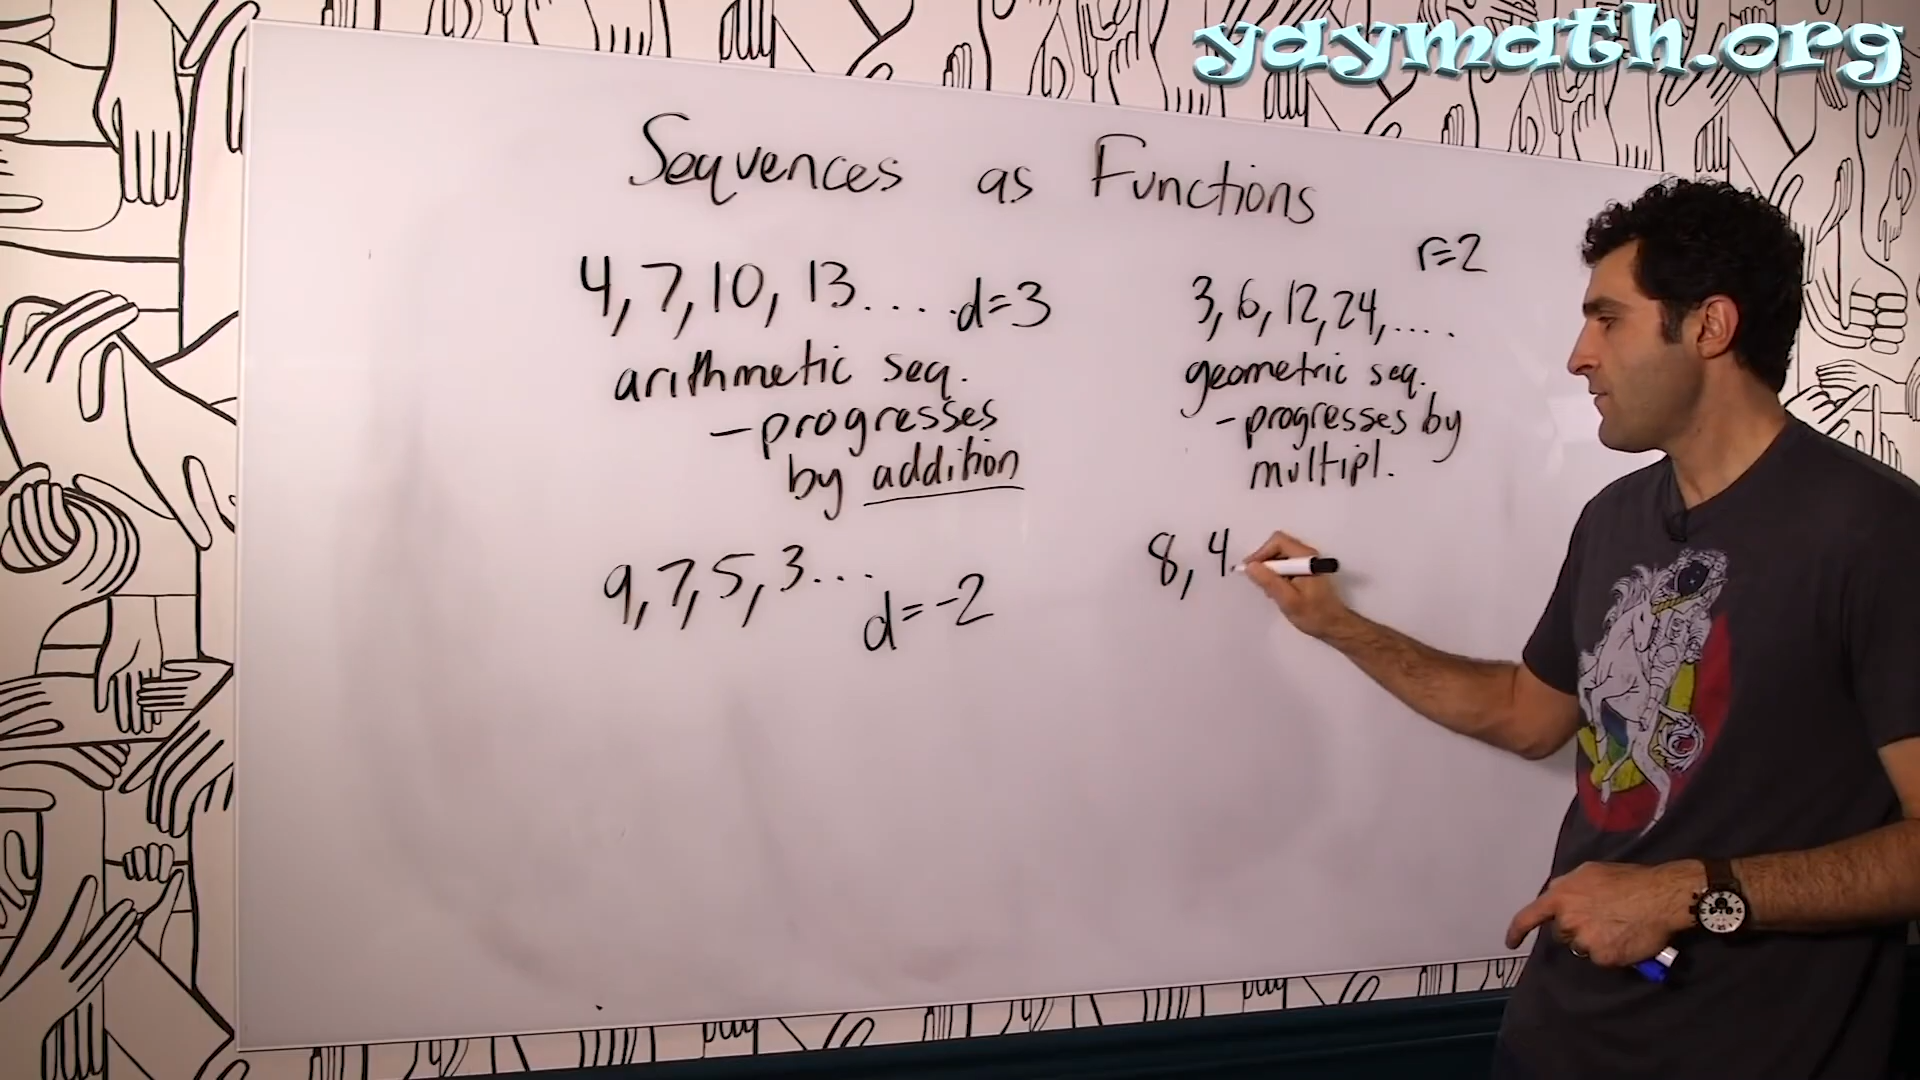 yaymath.org
Sequences as Functions
4, 7, 10, 13.... d=3
arithmetic seq.
- progresses
by addition
9, 7, 5, 3...
d=-2
r=2
3, 6, 12, 24, ....
geometric seq.
- progresses by
multipl.
8, 4